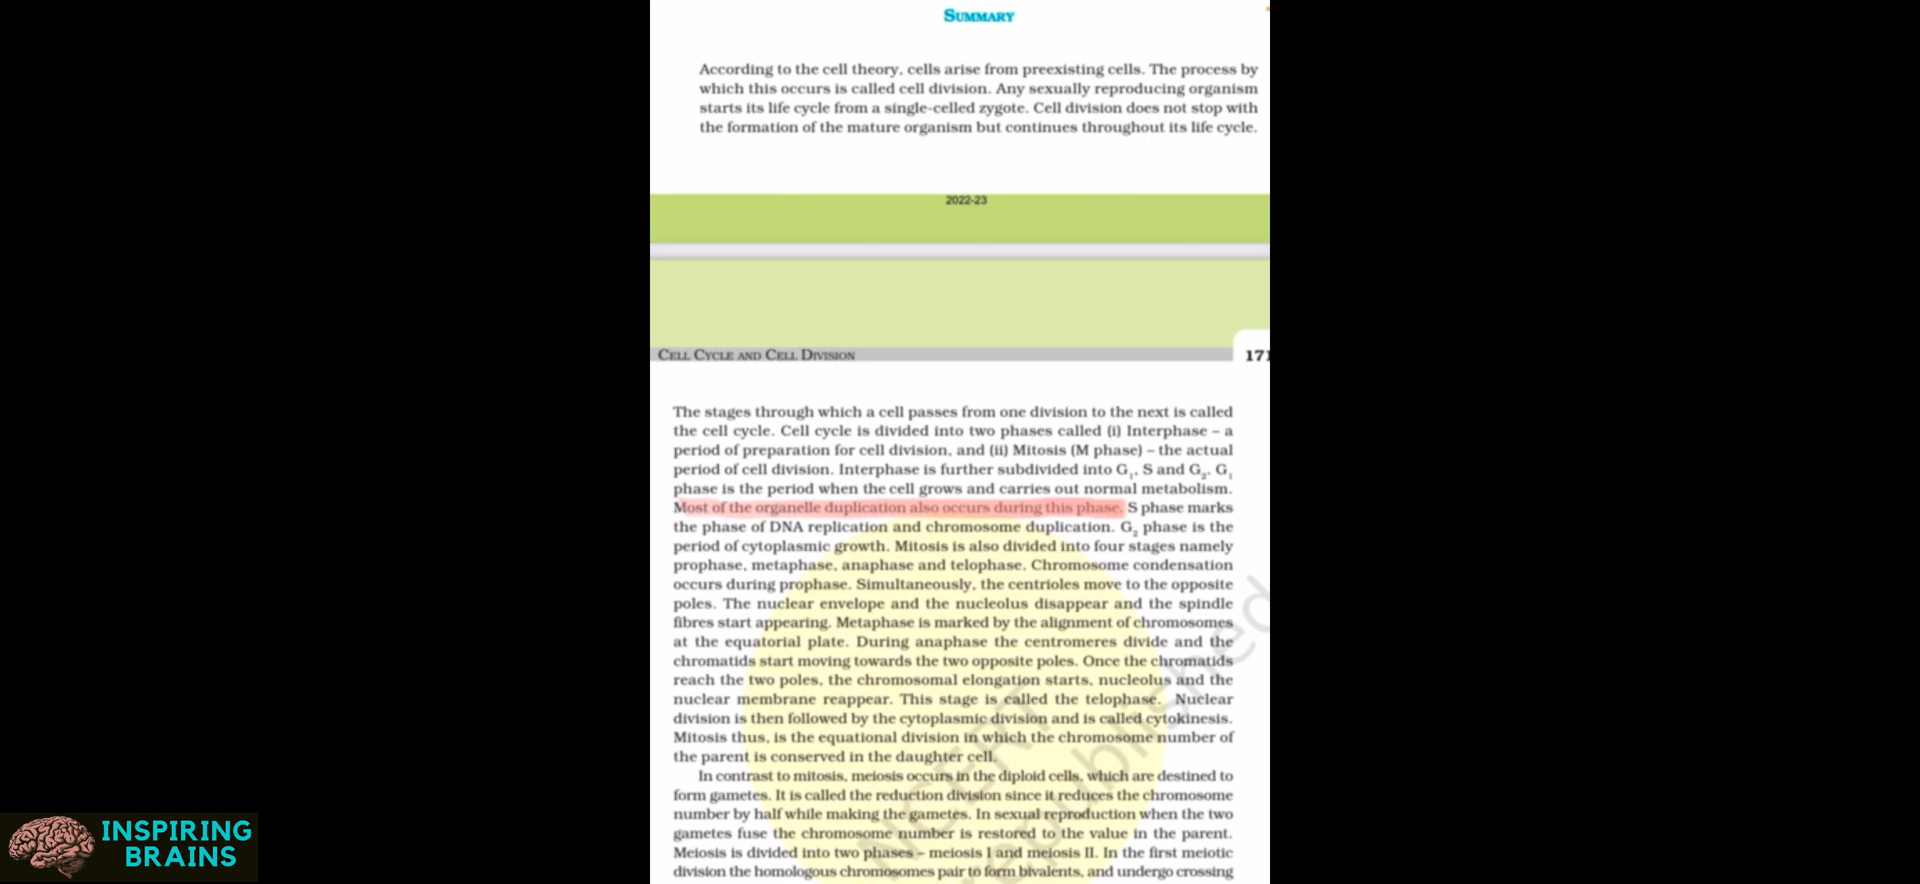 SUMMARY
According to the cell theory, cells arise from preexisting cells. The process by
which this occurs is called cell division. Any sexually reproducing organism
starts its life cycle from a single-celled zygote. Cell division does not stop with
the formation of the mature organism but continues throughout its life cycle.
2022-23
CELL CYCLE AND CELL DIVISION
171
The stages through which a cell passes from one division to the next is called
the cell cycle. Cell cycle is divided into two phases called (i) Interphase – a
period of preparation for cell division, and (ii) Mitosis (M phase) – the actual
period of cell division. Interphase is further subdivided into G₁, S and G₂. G₁
phase is the period when the cell grows and carries out normal metabolism.
Most of the organelle duplication also occurs during this phase. S phase marks
the phase of DNA replication and chromosome duplication. G₂ phase is the
period of cytoplasmic growth. Mitosis is also divided into four stages namely
prophase, metaphase, anaphase and telophase. Chromosome condensation
occurs during prophase. Simultaneously, the centrioles move to the opposite
poles. The nuclear envelope and the nucleolus disappear and the spindle
fibres start appearing. Metaphase is marked by the alignment of chromosomes
at the equatorial plate. During anaphase the centromeres divide and the
chromatids start moving towards the two opposite poles. Once the chromatids
reach the two poles, the chromosomal elongation starts, nucleolus and the
nuclear membrane reappear. This stage is called the telophase. Nuclear
division is then followed by the cytoplasmic division and is called cytokinesis.
Mitosis thus, is the equational division in which the chromosome number of
the parent is conserved in the daughter cell.
In contrast to mitosis, meiosis occurs in the diploid cells, which are destined to
form gametes. It is called the reduction division since it reduces the chromosome
number by half while making the gametes. In sexual reproduction when the two
gametes fuse the chromosome number is restored to the value in the parent.
Meiosis is divided into two phases – meiosis I and meiosis II. In the first meiotic
division the homologous chromosomes pair to form bivalents, and undergo crossing
NCERT
republished
INSPIRING
BRAINS